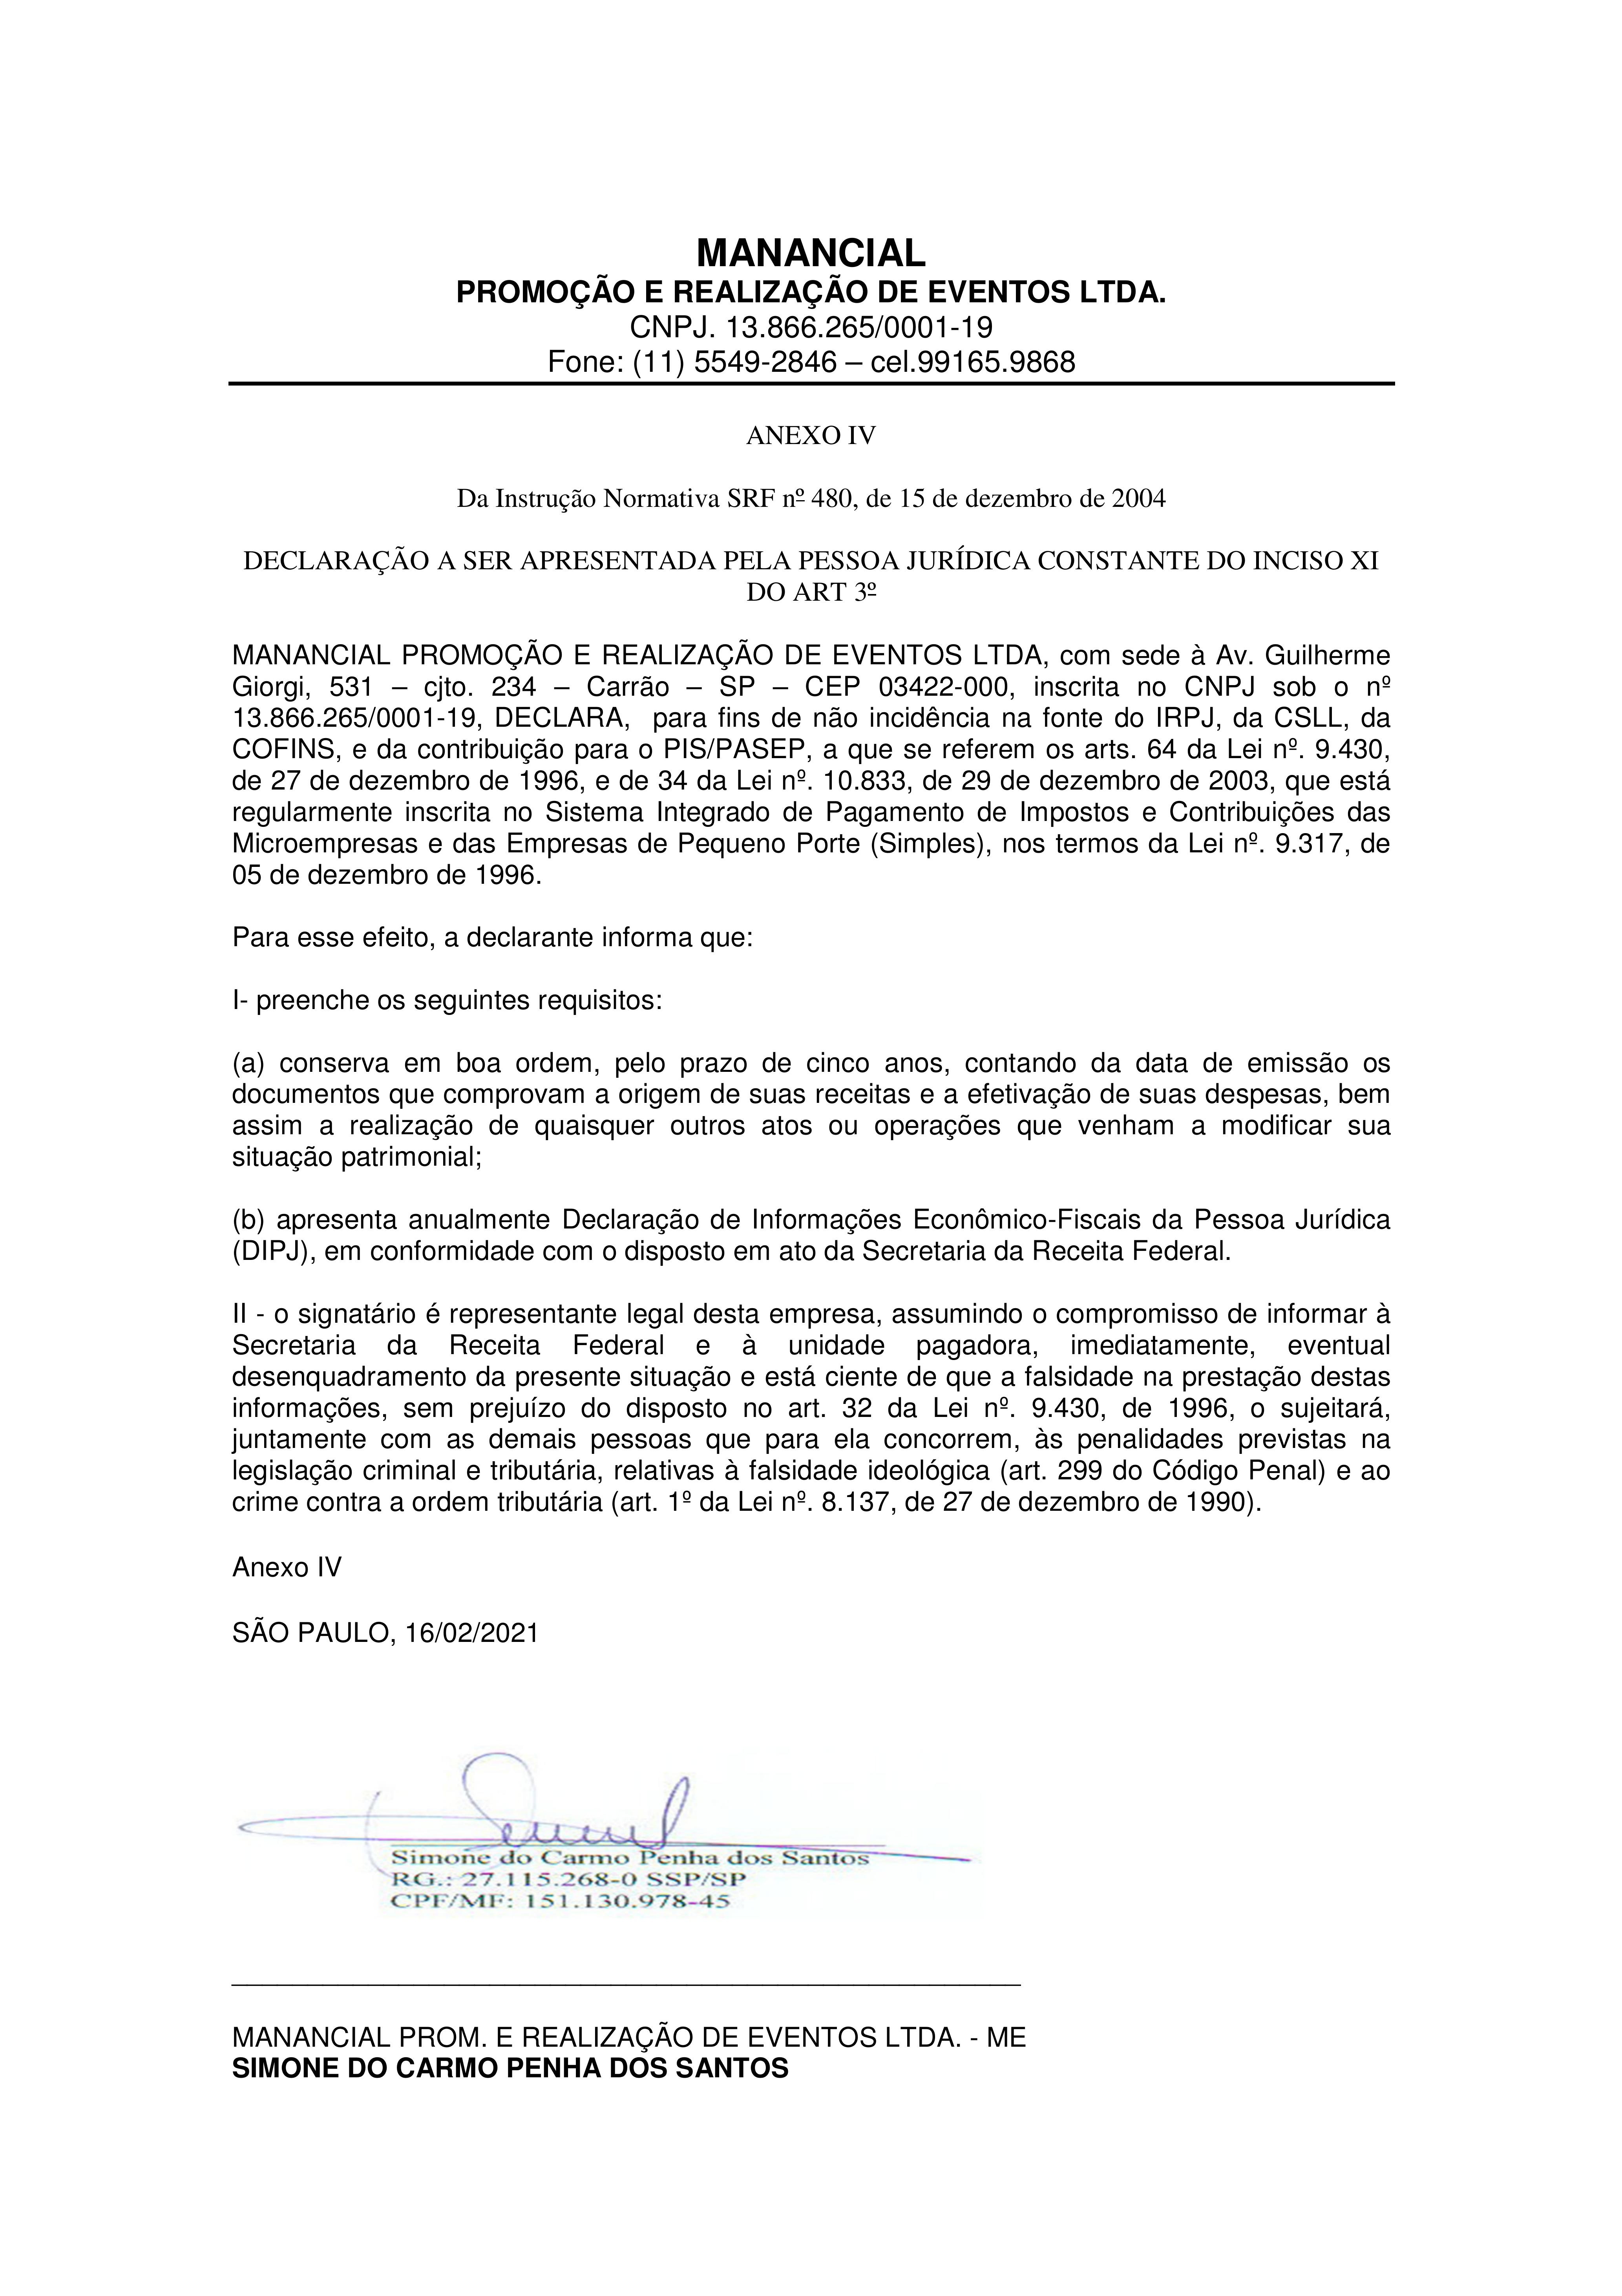 MANANCIAL
PROMOÇÃO E REALIZAÇÃO DE EVENTOS LTDA.
CNPJ. 13.866.265/0001-19
Fone: (11) 5549-2846 – cel.99165.9868
ANEXO IV
Da Instrução Normativa SRF nº 480, de 15 de dezembro de 2004
DECLARAÇÃO A SER APRESENTADA PELA PESSOA JURÍDICA CONSTANTE DO INCISO XI
DO ART 3º
MANANCIAL PROMOÇÃO E REALIZAÇÃO DE EVENTOS LTDA, com sede à Av. Guilherme
Giorgi, 531 – cjto. 234 – Carrão – SP – CEP 03422-000, inscrita no CNPJ sob o nº
13.866.265/0001-19, DECLARA, para fins de não incidência na fonte do IRPJ, da CSLL, da
COFINS, e da contribuição para o PIS/PASEP, a que se referem os arts. 64 da Lei nº. 9.430,
de 27 de dezembro de 1996, e de 34 da Lei nº. 10.833, de 29 de dezembro de 2003, que está
regularmente inscrita no Sistema Integrado de Pagamento de Impostos e Contribuições das
Microempresas e das Empresas de Pequeno Porte (Simples), nos termos da Lei nº. 9.317, de
05 de dezembro de 1996.
Para esse efeito, a declarante informa que:
I- preenche os seguintes requisitos:
(a) conserva em boa ordem, pelo prazo de cinco anos, contando da data de emissão os
documentos que comprovam a origem de suas receitas e a efetivação de suas despesas, bem
assim a realização de quaisquer outros atos ou operações que venham a modificar sua
situação patrimonial;
(b) apresenta anualmente Declaração de Informações Econômico-Fiscais da Pessoa Jurídica
(DIPJ), em conformidade com o disposto em ato da Secretaria da Receita Federal.
II - o signatário é representante legal desta empresa, assumindo o compromisso de informar à
Secretaria da Receita Federal e à unidade pagadora, imediatamente, eventual
desenquadramento da presente situação e está ciente de que a falsidade na prestação destas
informações, sem prejuízo do disposto no art. 32 da Lei nº. 9.430, de 1996, o sujeitará,
juntamente com as demais pessoas que para ela concorrem, às penalidades previstas na
legislação criminal e tributária, relativas à falsidade ideológica (art. 299 do Código Penal) e ao
crime contra a ordem tributária (art. 1º da Lei nº. 8.137, de 27 de dezembro de 1990).
Anexo IV
SÃO PAULO, 16/02/2021
Simone do Carmo Penha dos Santos
RG.: 27.115.268-0 SSP/SP
CPF/MF: 151.130.978-45
MANANCIAL PROM. E REALIZAÇÃO DE EVENTOS LTDA. - ME
SIMONE DO CARMO PENHA DOS SANTOS